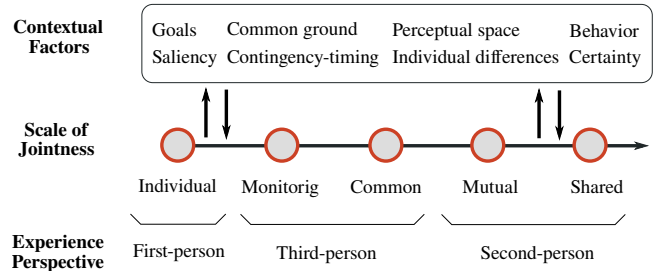 Contextual Factors
Goals Common ground Perceptual space Behavior
Saliency Contingency-timing Individual differences Certainty
Scale of Jointness
Individual Monitorig Common Mutual Shared
Experience Perspective
First-person Third-person Second-person